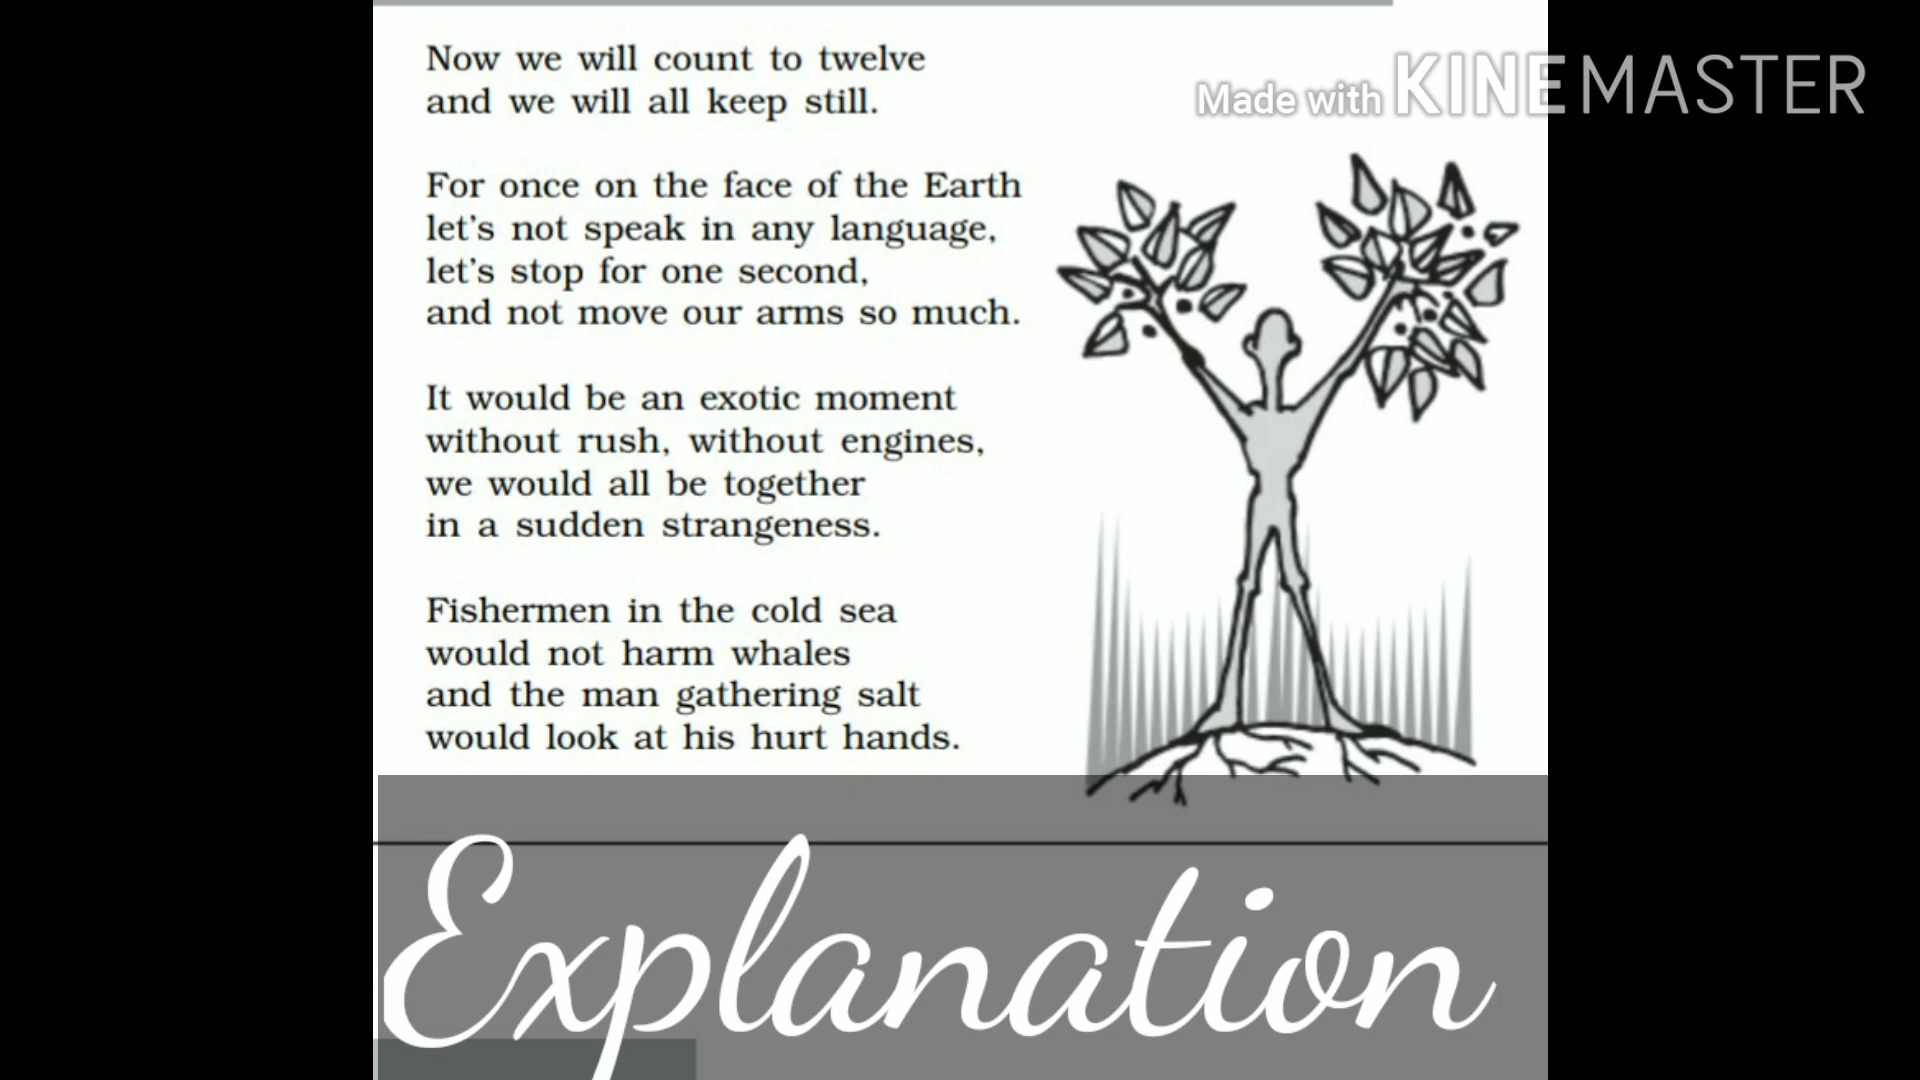 Now we will count to twelve
and we will all keep still.
For once on the face of the Earth
let's not speak in any language,
let's stop for one second,
and not move our arms so much.
It would be an exotic moment
without rush, without engines,
we would all be together
in a sudden strangeness.
Fishermen in the cold sea
would not harm whales
and the man gathering salt
would look at his hurt hands.
Made with KINEMASTER
Explanation